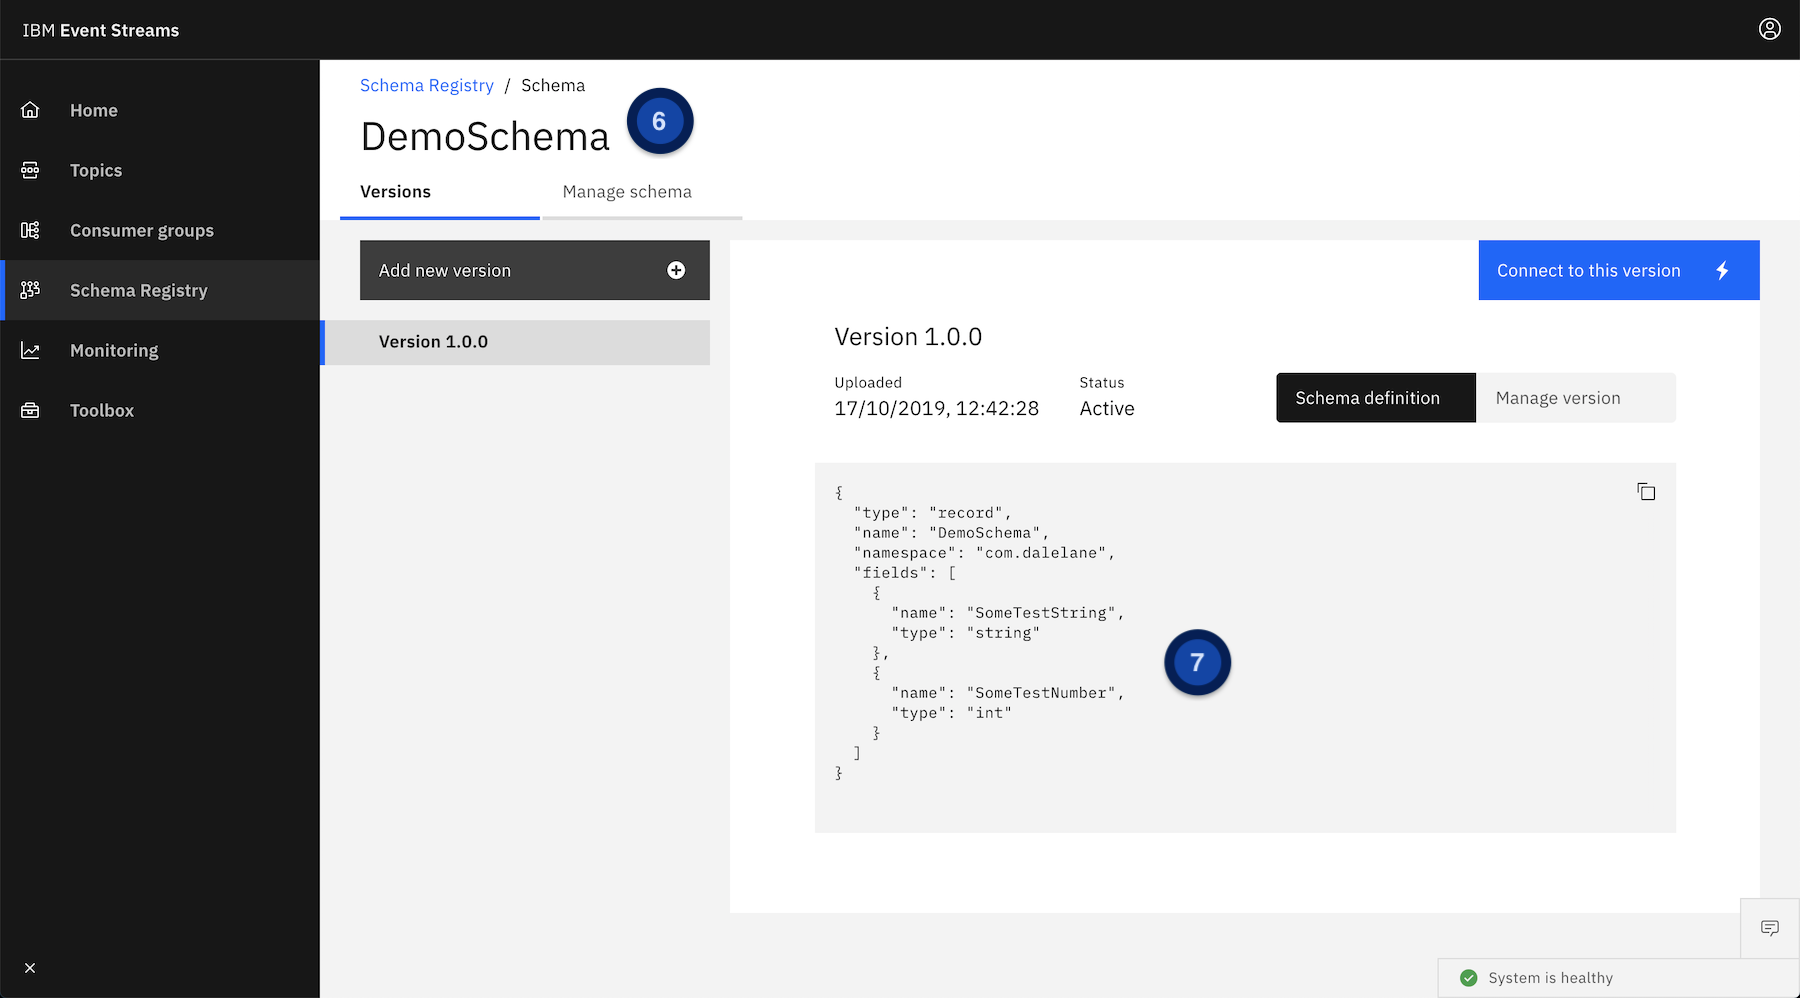 IBM Event Streams
Home
Topics
Consumer groups
Schema Registry
Monitoring
Toolbox
Schema Registry / Schema
DemoSchema
6
Versions
Manage schema
Add new version
Version 1.0.0
Connect to this version
Version 1.0.0
Uploaded
17/10/2019, 12:42:28
Status
Active
Schema definition
Manage version
{
  "type": "record",
  "name": "DemoSchema",
  "namespace": "com.dalelane",
  "fields": [
    {
      "name": "SomeTestString",
      "type": "string"
    },
    {
      "name": "SomeTestNumber",
      "type": "int"
    }
  ]
}
7
System is healthy